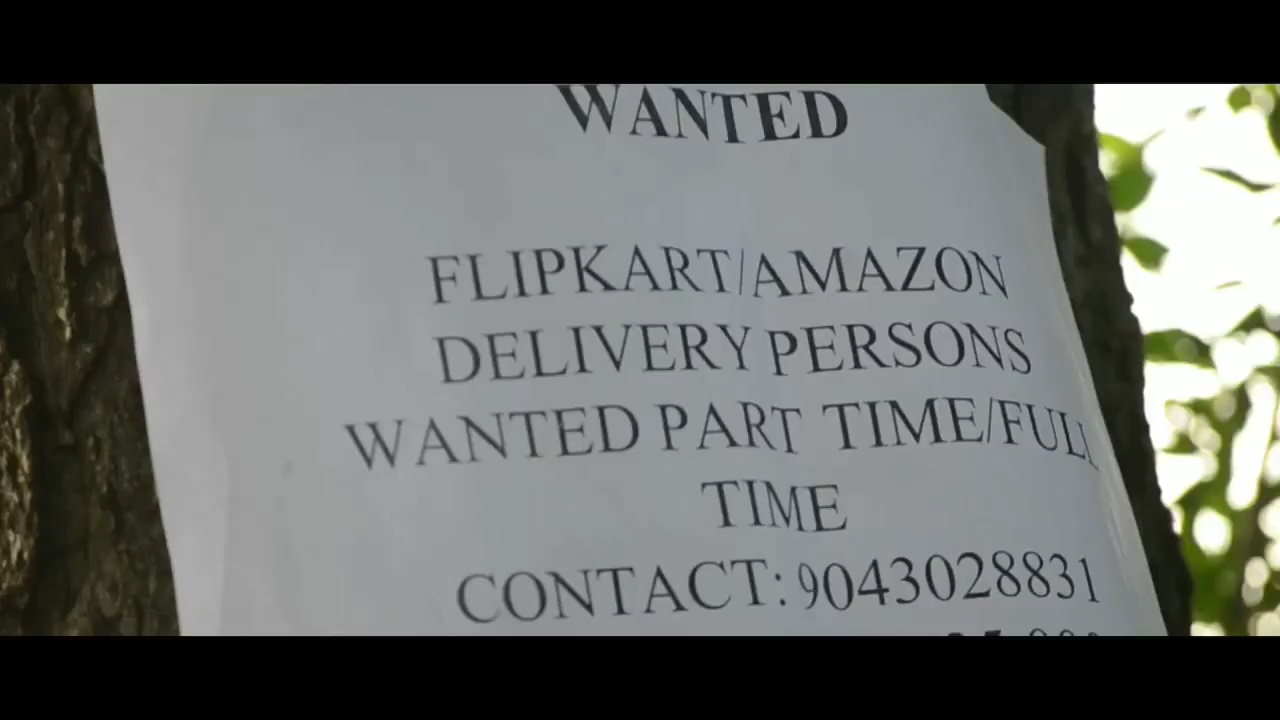 WANTED
FLIPKART/AMAZON
DELIVERY PERSONS
WANTED PART TIME/FULL
TIME
CONTACT: 9043028831